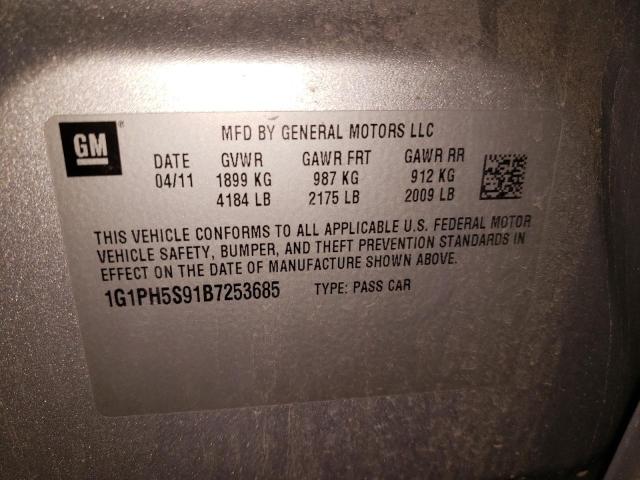 GM
®
MFD BY GENERAL MOTORS LLC
DATE GVWR GAWR FRT GAWR RR
04/11 1899 KG 987 KG 912 KG
4184 LB 2175 LB 2009 LB
THIS VEHICLE CONFORMS TO ALL APPLICABLE U.S. FEDERAL MOTOR
VEHICLE SAFETY, BUMPER, AND THEFT PREVENTION STANDARDS IN
EFFECT ON THE DATE OF MANUFACTURE SHOWN ABOVE.
1G1PH5S91B7253685 TYPE: PASS CAR